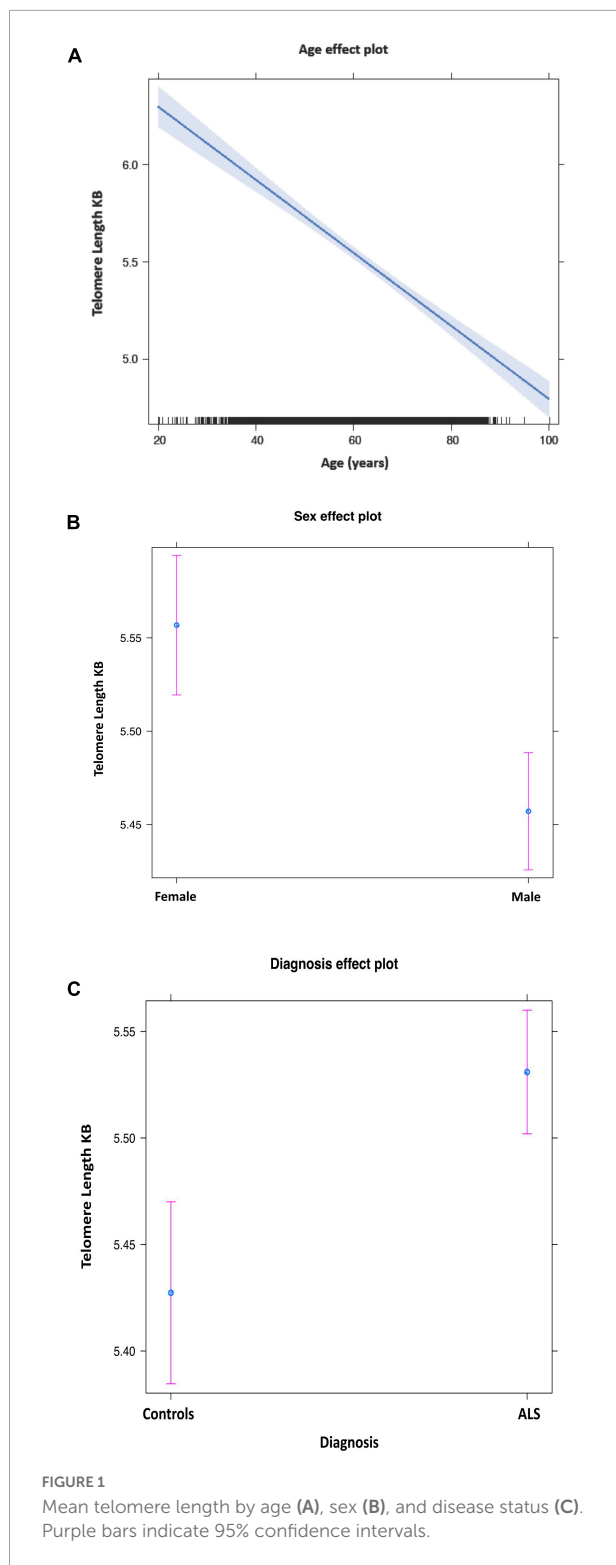 A
Age effect plot
Telomere Length KB
6.0
5.5
5.0
20 40 60 80 100
Age (years)
B
Sex effect plot
Telomere Length KB
5.55
5.50
5.45
Female Male
Diagnosis effect plot
C
Telomere Length KB
5.55
5.50
5.45
5.40
Controls ALS
Diagnosis
FIGURE 1
Mean telomere length by age (A), sex (B), and disease status (C).
Purple bars indicate 95% confidence intervals.